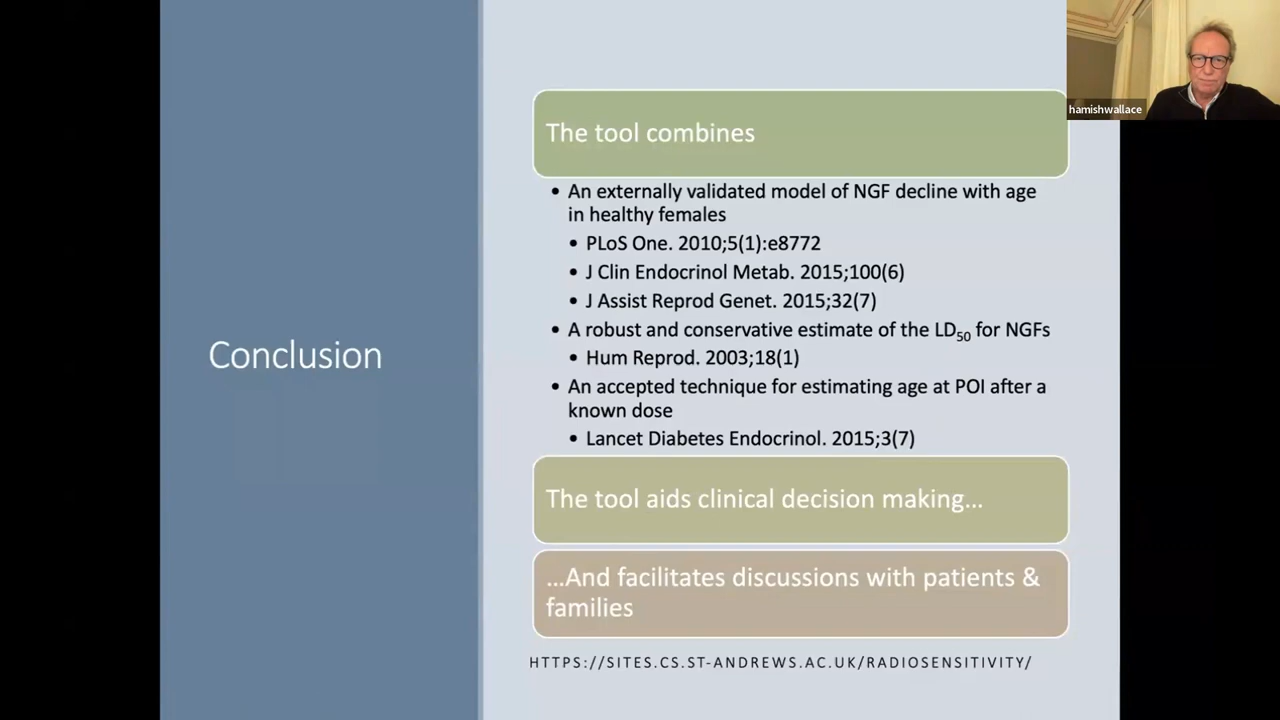 hamishwallace
Conclusion
The tool combines
• An externally validated model of NGF decline with age
in healthy females
• PLoS One. 2010;5(1):e8772
• J Clin Endocrinol Metab. 2015;100(6)
• J Assist Reprod Genet. 2015;32(7)
• A robust and conservative estimate of the LD50 for NGFs
• Hum Reprod. 2003;18(1)
• An accepted technique for estimating age at POI after a
known dose
• Lancet Diabetes Endocrinol. 2015;3(7)
The tool aids clinical decision making…
…And facilitates discussions with patients &
families
HTTPS://SITES.CS.ST-ANDREWS.AC.UK/RADIOSENSITIVITY/